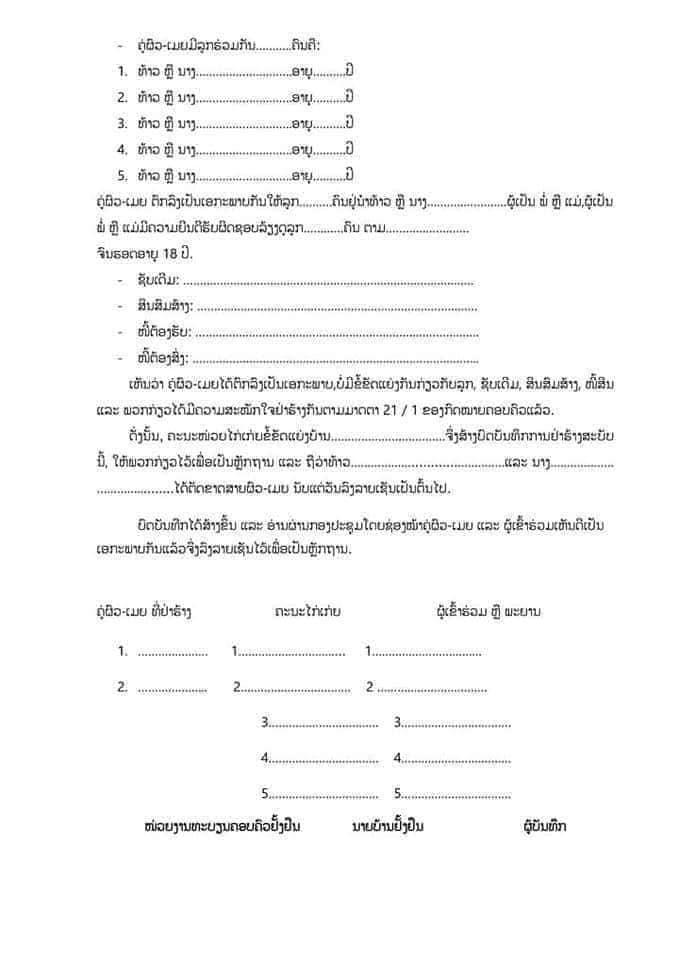 - ຄູ່ຜົວ-ເມຍມີລູກຮ່ວມກັນ...........ຄົນຄື:
1. ທ້າວ ຫຼື ນາງ.............................ອາຍຸ..........ປີ
2. ທ້າວ ຫຼື ນາງ.............................ອາຍຸ..........ປີ
3. ທ້າວ ຫຼື ນາງ.............................ອາຍຸ..........ປີ
4. ທ້າວ ຫຼື ນາງ.............................ອາຍຸ..........ປີ
5. ທ້າວ ຫຼື ນາງ.............................ອາຍຸ..........ປີ
ຄູ່ຜົວ-ເມຍ ຕົກລົງເປັນເອກະພາບກັນໃຫ້ລູກ..........ຄົນຢູ່ນຳທ້າວ ຫຼື ນາງ........................ຜູ້ເປັນ ພໍ່ ຫຼື ແມ່,ຜູ້ເປັນ
ພໍ່ ຫຼື ແມ່ມີຄວາມຍິນດີຮັບຜິດຊອບລ້ຽງດູລູກ............ຄົນ ຕາມ.........................
ຈົນຮອດອາຍຸ 18 ປີ.
- ຊັບເດີມ: .......................................................................................
- ສິນສົມສ້າງ: ....................................................................................
- ໜີ້ຕ້ອງຮັບ: .....................................................................................
- ໜີ້ຕ້ອງສົ່ງ: ......................................................................................
ເຫັນວ່າ ຄູ່ຜົວ-ເມຍໄດ້ຕົກລົງເປັນເອກະພາບ,ບໍ່ມີຂໍ້ຂັດແຍ່ງກັນກ່ຽວກັບລູກ, ຊັບເດີມ, ສິນສົມສ້າງ, ໜີ້ສິນ
ແລະ ພວກກ່ຽວໄດ້ມີຄວາມສະໝັກໃຈຢ່າຮ້າງກັນຕາມມາດຕາ 21 / 1 ຂອງກົດໝາຍຄອບຄົວແລ້ວ.
ດັ່ງນັ້ນ, ຄະນະໜ່ວຍໄກ່ເກ່ຍຂໍ້ຂັດແຍ່ງບ້ານ..................................ຈຶ່ງສ້າງບົດບັນທຶກການຢ່າຮ້າງສະບັບ
ນີ້, ໃຫ້ພວກກ່ຽວໄວ້ເພື່ອເປັນຫຼັກຖານ ແລະ ຖືວ່າທ້າວ..............................................ແລະ ນາງ...................
.......................ໄດ້ຕັດຂາດສາຍຜົວ-ເມຍ ນັບແຕ່ວັນລົງລາຍເຊັນເປັນຕົ້ນໄປ.
ບົດບັນທຶກໄດ້ສ້າງຂຶ້ນ ແລະ ອ່ານຜ່ານກອງປະຊຸມໂດຍຊ່ອງໜ້າຄູ່ຜົວ-ເມຍ ແລະ ຜູ້ເຂົ້າຮ່ວມເຫັນດີເປັນ
ເອກະພາບກັນແລ້ວຈຶ່ງລົງລາຍເຊັນໄວ້ເພື່ອເປັນຫຼັກຖານ.
ຄູ່ຜົວ-ເມຍ ທີ່ຢ່າຮ້າງ ຄະນະໄກ່ເກ່ຍ ຜູ້ເຂົ້າຮ່ວມ ຫຼື ພະຍານ
1. ..................... 1................................ 1.................................
2. ..................... 2................................. 2 .................................
3................................. 3...................................
4................................. 4...................................
5................................. 5...................................
ໜ່ວຍງານທະບຽນຄອບຄົວຢັ້ງຢືນ ນາຍບ້ານຢັ້ງຢືນ ຜູ້ບັນທຶກ